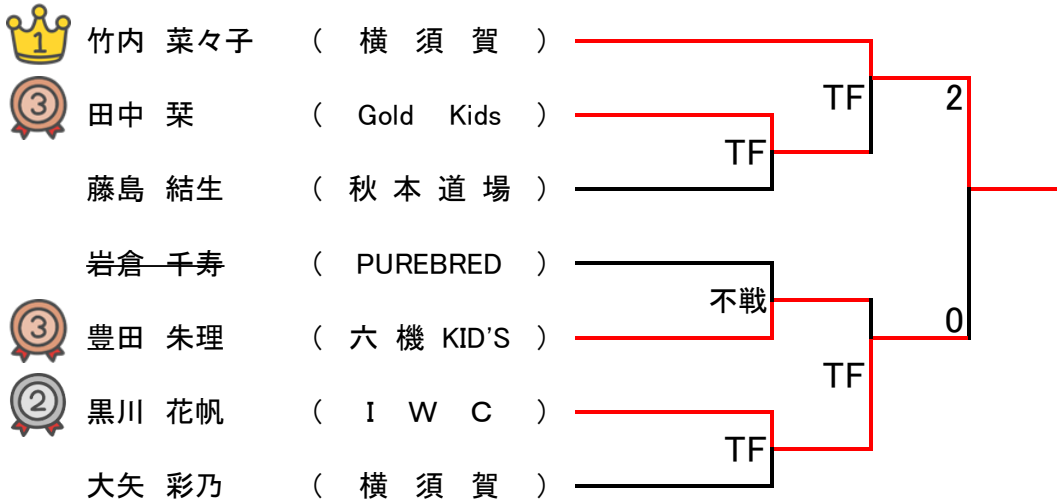 1 竹内 菜々子 ( 横 須 賀 )
TF 2
3 田中 栞 ( Gold Kids )
TF
藤島 結生 ( 秋 本 道 場 )
岩倉 千寿 ( PUREBRED )
不戦
3 豊田 朱理 ( 六 機 KID'S )
0
TF
2 黒川 花帆 ( I W C )
TF
大矢 彩乃 ( 横 須 賀 )